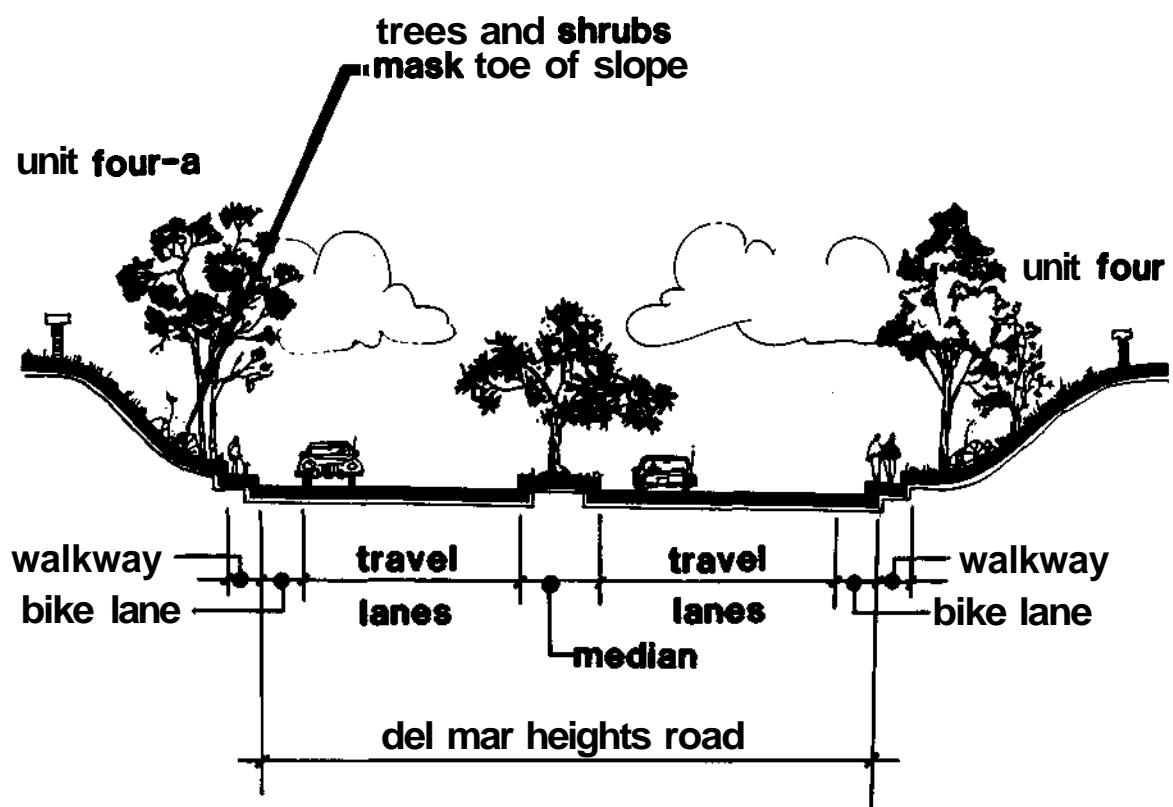 trees and shrubs
mask toe of slope
unit four-a
unit four
walkway
travel
travel
walkway
bike lane
lanes
lanes
bike lane
median
del mar heights road